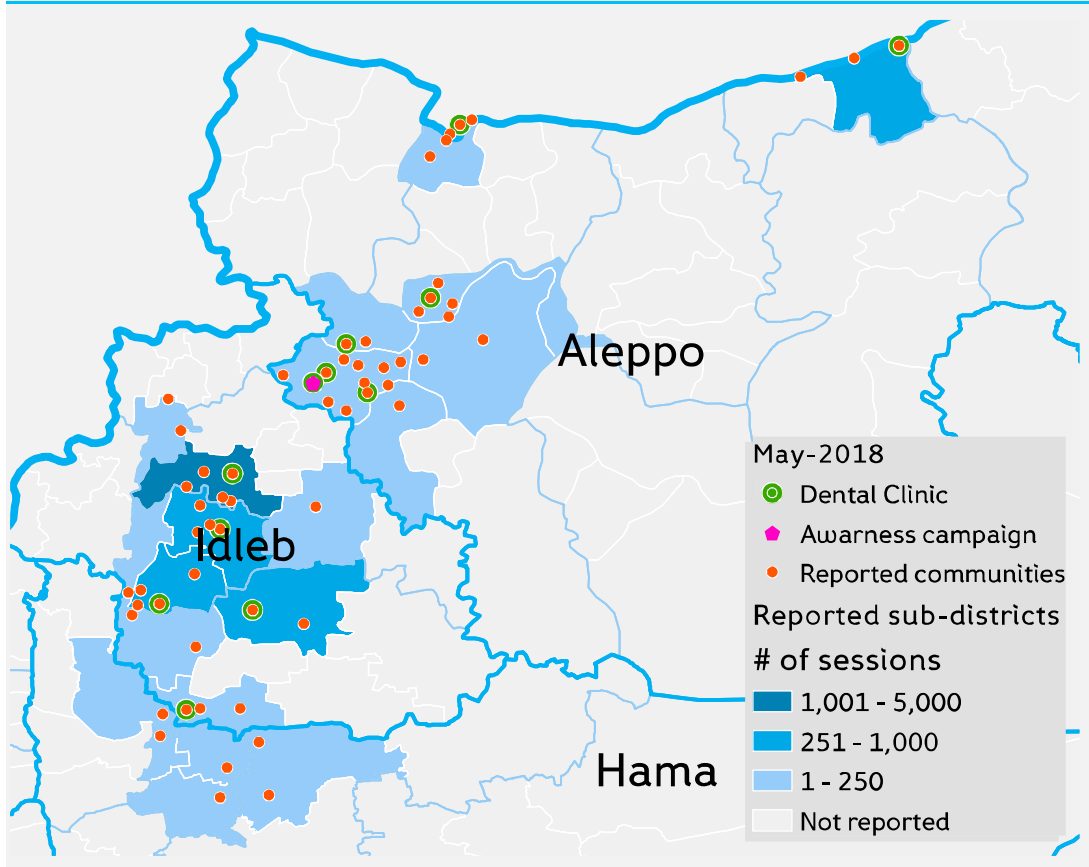 Aleppo
Idleb
Hama
May-2018
Dental Clinic
Awarness campaign
Reported communities
Reported sub-districts
# of sessions
1,001 - 5,000
251 - 1,000
1 - 250
Not reported